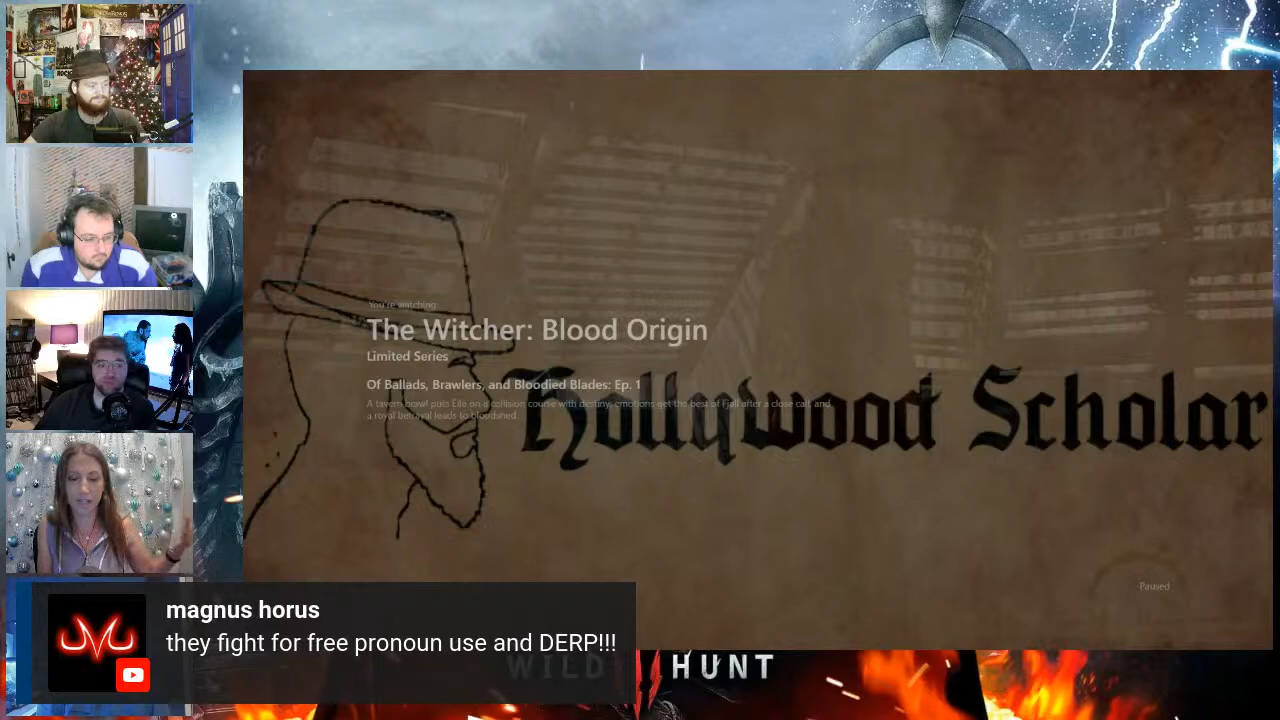 You're watching
The Witcher: Blood Origin
Limited Series
Of Ballads, Brawlers, and Bloodied Blades: Ep. 1
A tavern brawl puts Éile on a collision course with destiny, emotions get the best of Fjall after a close call, and
a royal betrayal leads to bloodshed.
Hollywood Scholar
Paused
magnus horus
they fight for free pronoun use and DERP!!!
WILD HUNT